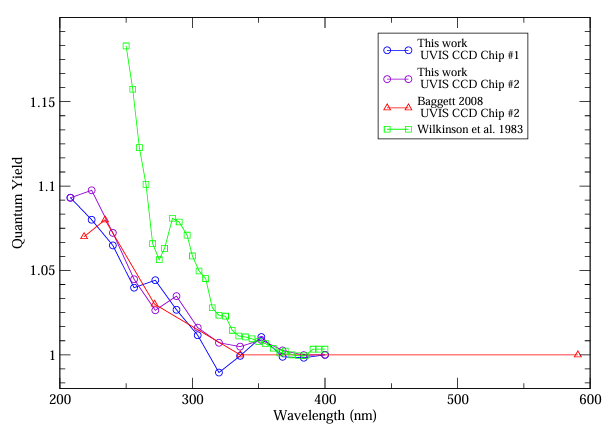 This work
UVIS CCD Chip #1
This work
UVIS CCD Chip #2
Baggett 2008
UVIS CCD Chip #2
Wilkinson et al. 1983
Quantum Yield
1.15
1.1
1.05
1
200
300
400
500
600
Wavelength (nm)